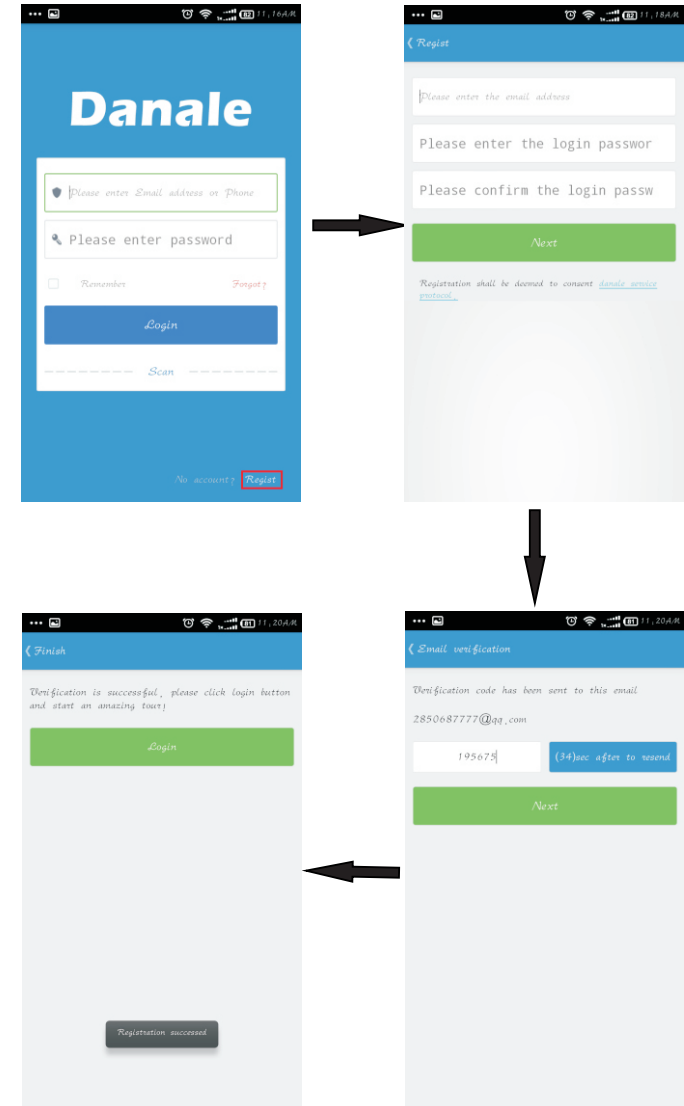 82 11,16AM
Danale
Please enter Email address or Phone
Please enter password
Remember Forgot?
Login
Scan
No account? Regist
82 11,18AM
Regist
Please enter the email address
Please enter the login passwor
Please confirm the login passw
Next
Registration shall be deemed to consent danale service
protocol.
81 11,20AM
Email verification
Verification code has been sent to this email
2850687777@qq.com
195675 (34)sec after to resend
Next
81 11,20AM
Finish
Verification is successful, please click login button
and start an amazing tour!
Login
Registration successed